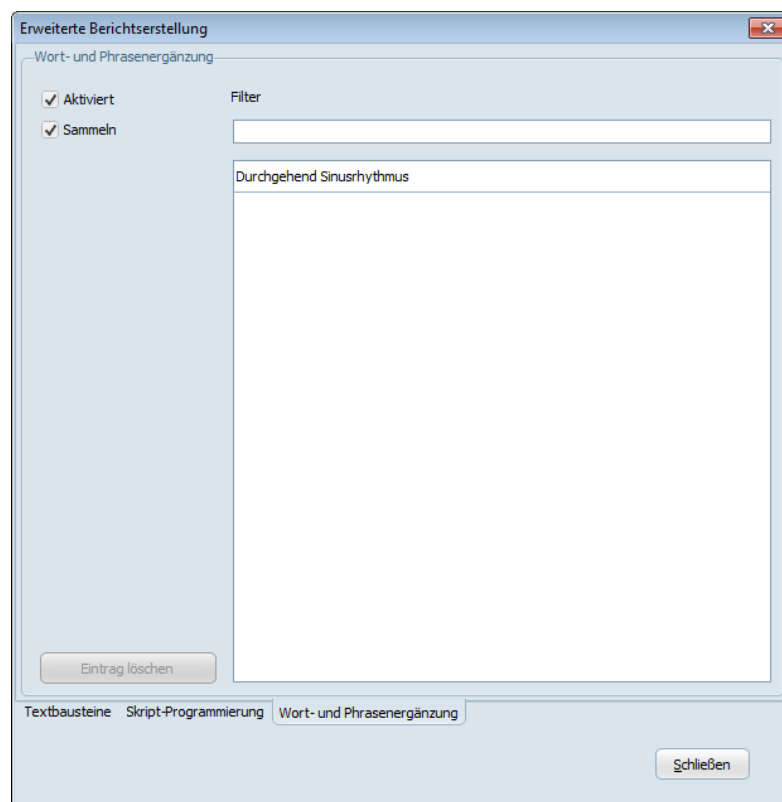 Erweiterte Berichtserstellung
Wort- und Phrasenergänzung
Aktiviert
Filter
Sammeln
Durchgehend Sinusrhythmus
Eintrag löschen
Textbausteine Skript-Programmierung Wort- und Phrasenergänzung
Schließen